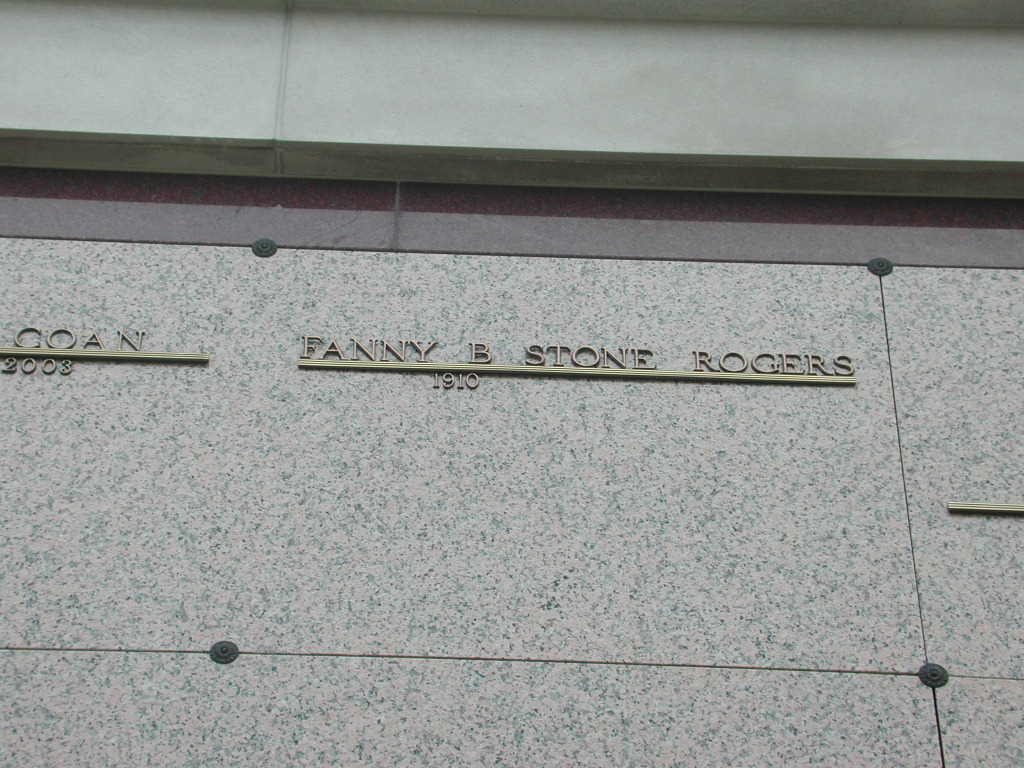 COAN
2003
FANNY B STONE ROGERS
1910